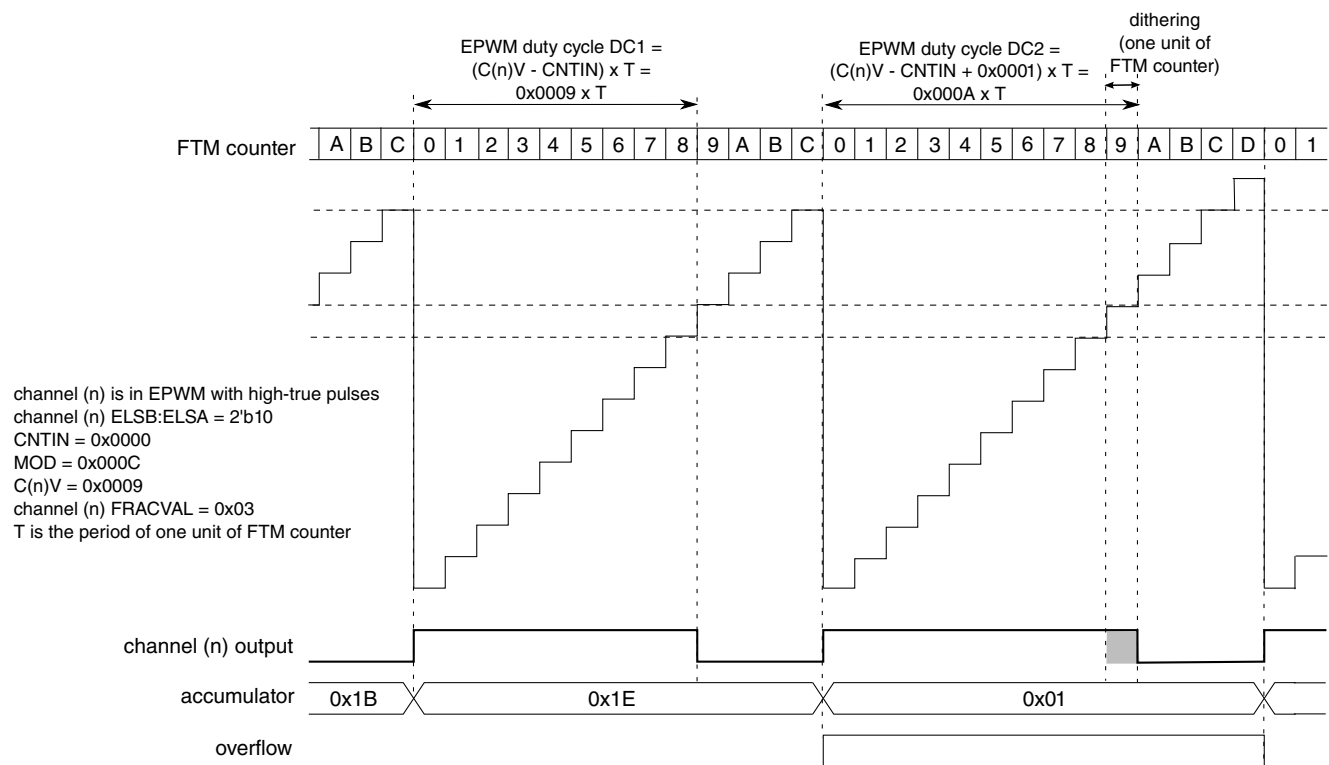 EPWM duty cycle DC1 =
(C(n)V - CNTIN) x T =
0x0009 x T
EPWM duty cycle DC2 =
(C(n)V - CNTIN + 0x0001) x T =
0x000A x T
dithering
(one unit of
FTM counter)
FTM counter A B C 0 1 2 3 4 5 6 7 8 9 A B C 0 1 2 3 4 5 6 7 8 9 A B C D 0 1
channel (n) is in EPWM with high-true pulses
channel (n) ELSB:ELSA = 2'b10
CNTIN = 0x0000
MOD = 0x000C
C(n)V = 0x0009
channel (n) FRACVAL = 0x03
T is the period of one unit of FTM counter
channel (n) output
accumulator 0x1B 0x1E 0x01
overflow